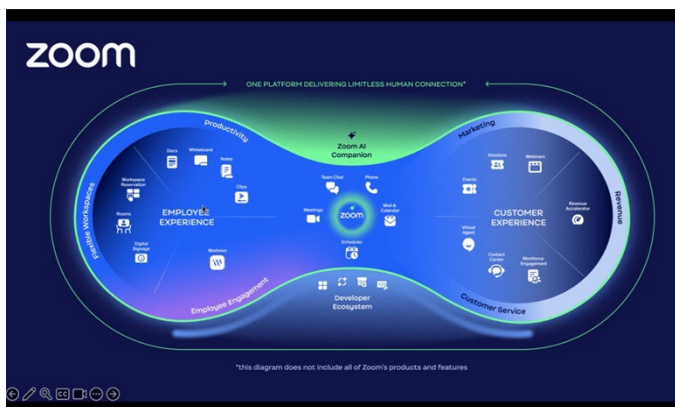 zoom
ONE PLATFORM DELIVERING LIMITLESS HUMAN CONNECTION*
Productivity
Docs
Whiteboard
Notes
Clips
Flexible Workspaces
Workspace
Reservation
Rooms
Digital
Signage
EMPLOYEE
EXPERIENCE
Workvivo
Employee Engagement
Zoom AI
Companion
Team Chat
Phone
Meetings
zoom
Mail &
Calendar
Scheduler
Developer
Ecosystem
Marketing
Sessions
Webinars
Events
Revenue
Revenue
Accelerator
CUSTOMER
EXPERIENCE
Virtual
Agent
Contact
Center
Workforce
Engagement
Customer Service
*this diagram does not include all of Zoom's products and features
CC